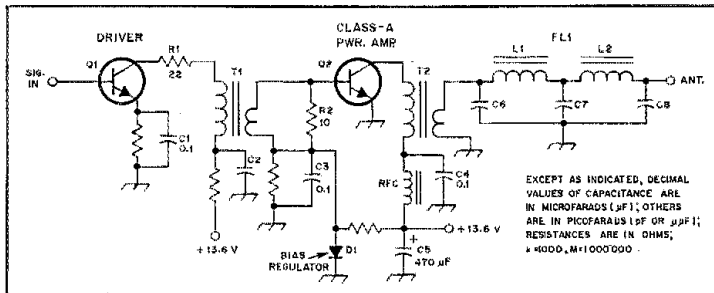 DRIVER
CLASS-A
PWR. AMP
FL1
Q1
R1
22
T1
Q2
T2
L1
L2
SIG.
IN
ANT.
R2
10
C6
C7
C8
C1
0.1
C2
C3
0.1
RFC
C4
0.1
+13.6 V
+13.6 V
BIAS
REGULATOR
D1
+
C5
470 µF
EXCEPT AS INDICATED, DECIMAL
VALUES OF CAPACITANCE ARE
IN MICROFARADS (µF); OTHERS
ARE IN PICOFARADS (pF OR µµF);
RESISTANCES ARE IN OHMS;
k=1000, M=1000000.